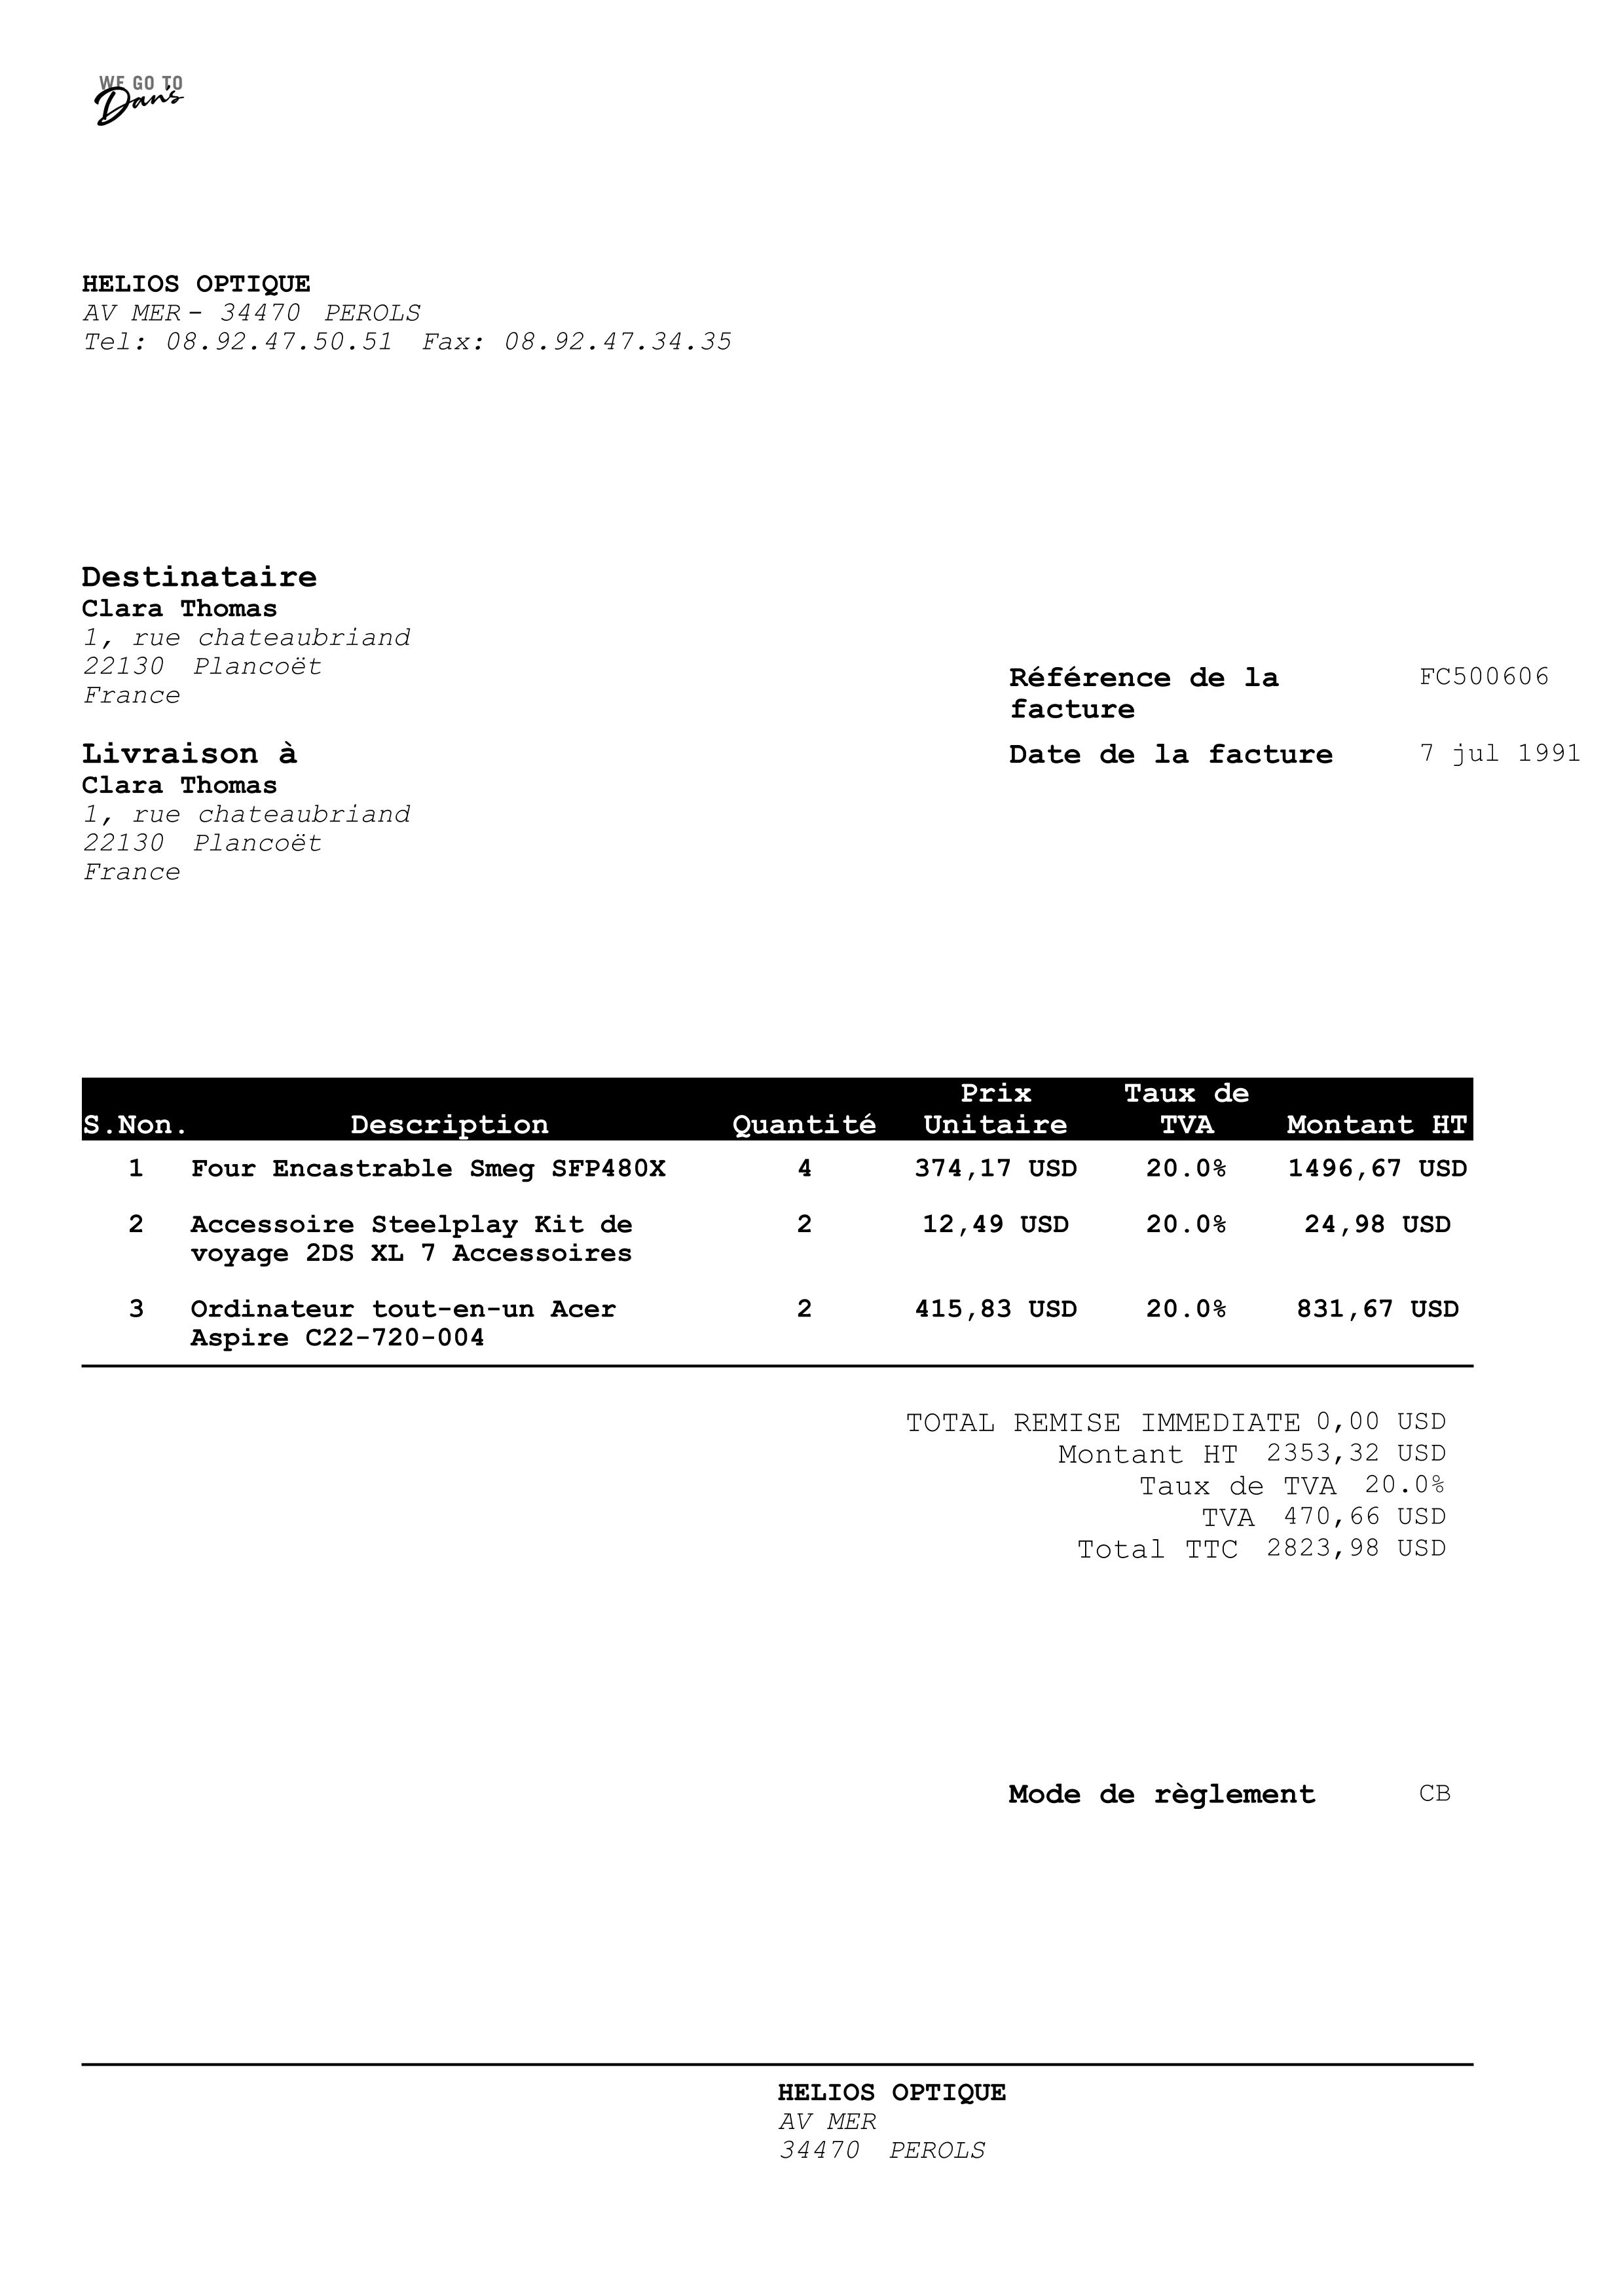 WE GO TO
Dan's
HELIOS OPTIQUE
AV MER - 34470 PEROLS
Tel: 08.92.47.50.51 Fax: 08.92.47.34.35
Destinataire
Clara Thomas
1, rue chateaubriand
22130 Plancoët
France
Référence de la FC500606
facture
Date de la facture 7 jul 1991
Livraison à
Clara Thomas
1, rue chateaubriand
22130 Plancoët
France
Prix Taux de
S.Non. Description Quantité Unitaire TVA Montant HT
1 Four Encastrable Smeg SFP480X 4 374,17 USD 20.0% 1496,67 USD
2 Accessoire Steelplay Kit de 2 12,49 USD 20.0% 24,98 USD
voyage 2DS XL 7 Accessoires
3 Ordinateur tout-en-un Acer 2 415,83 USD 20.0% 831,67 USD
Aspire C22-720-004
TOTAL REMISE IMMEDIATE 0,00 USD
Montant HT 2353,32 USD
Taux de TVA 20.0%
TVA 470,66 USD
Total TTC 2823,98 USD
Mode de règlement CB
HELIOS OPTIQUE
AV MER
34470 PEROLS